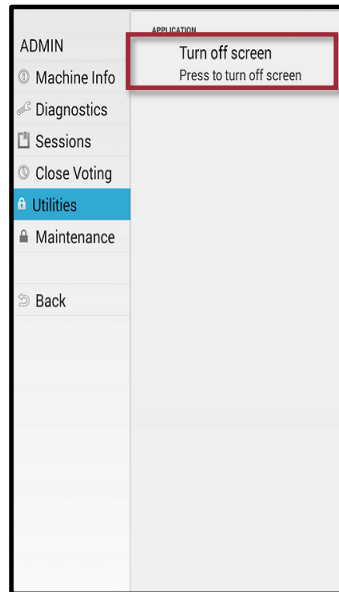 ADMIN
Machine Info
Diagnostics
Sessions
Close Voting
Utilities
Maintenance
Back
APPLICATION
Turn off screen
Press to turn off screen